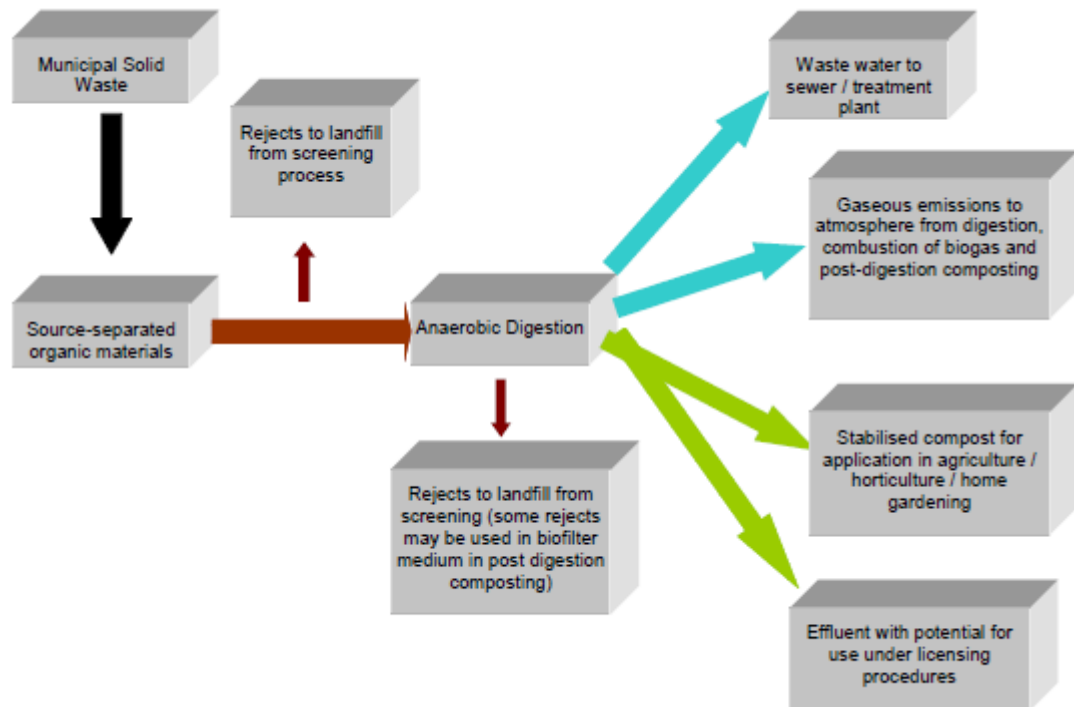 Municipal Solid
Waste
Rejects to landfill
from screening
process
Waste water to
sewer / treatment
plant
Gaseous emissions to
atmosphere from digestion,
combustion of biogas and
post-digestion composting
Source-separated
organic materials
Anaerobic Digestion
Stabilised compost for
application in agriculture /
horticulture / home
gardening
Rejects to landfill from
screening (some rejects
may be used in biofilter
medium in post digestion
composting)
Effluent with potential for
use under licensing
procedures